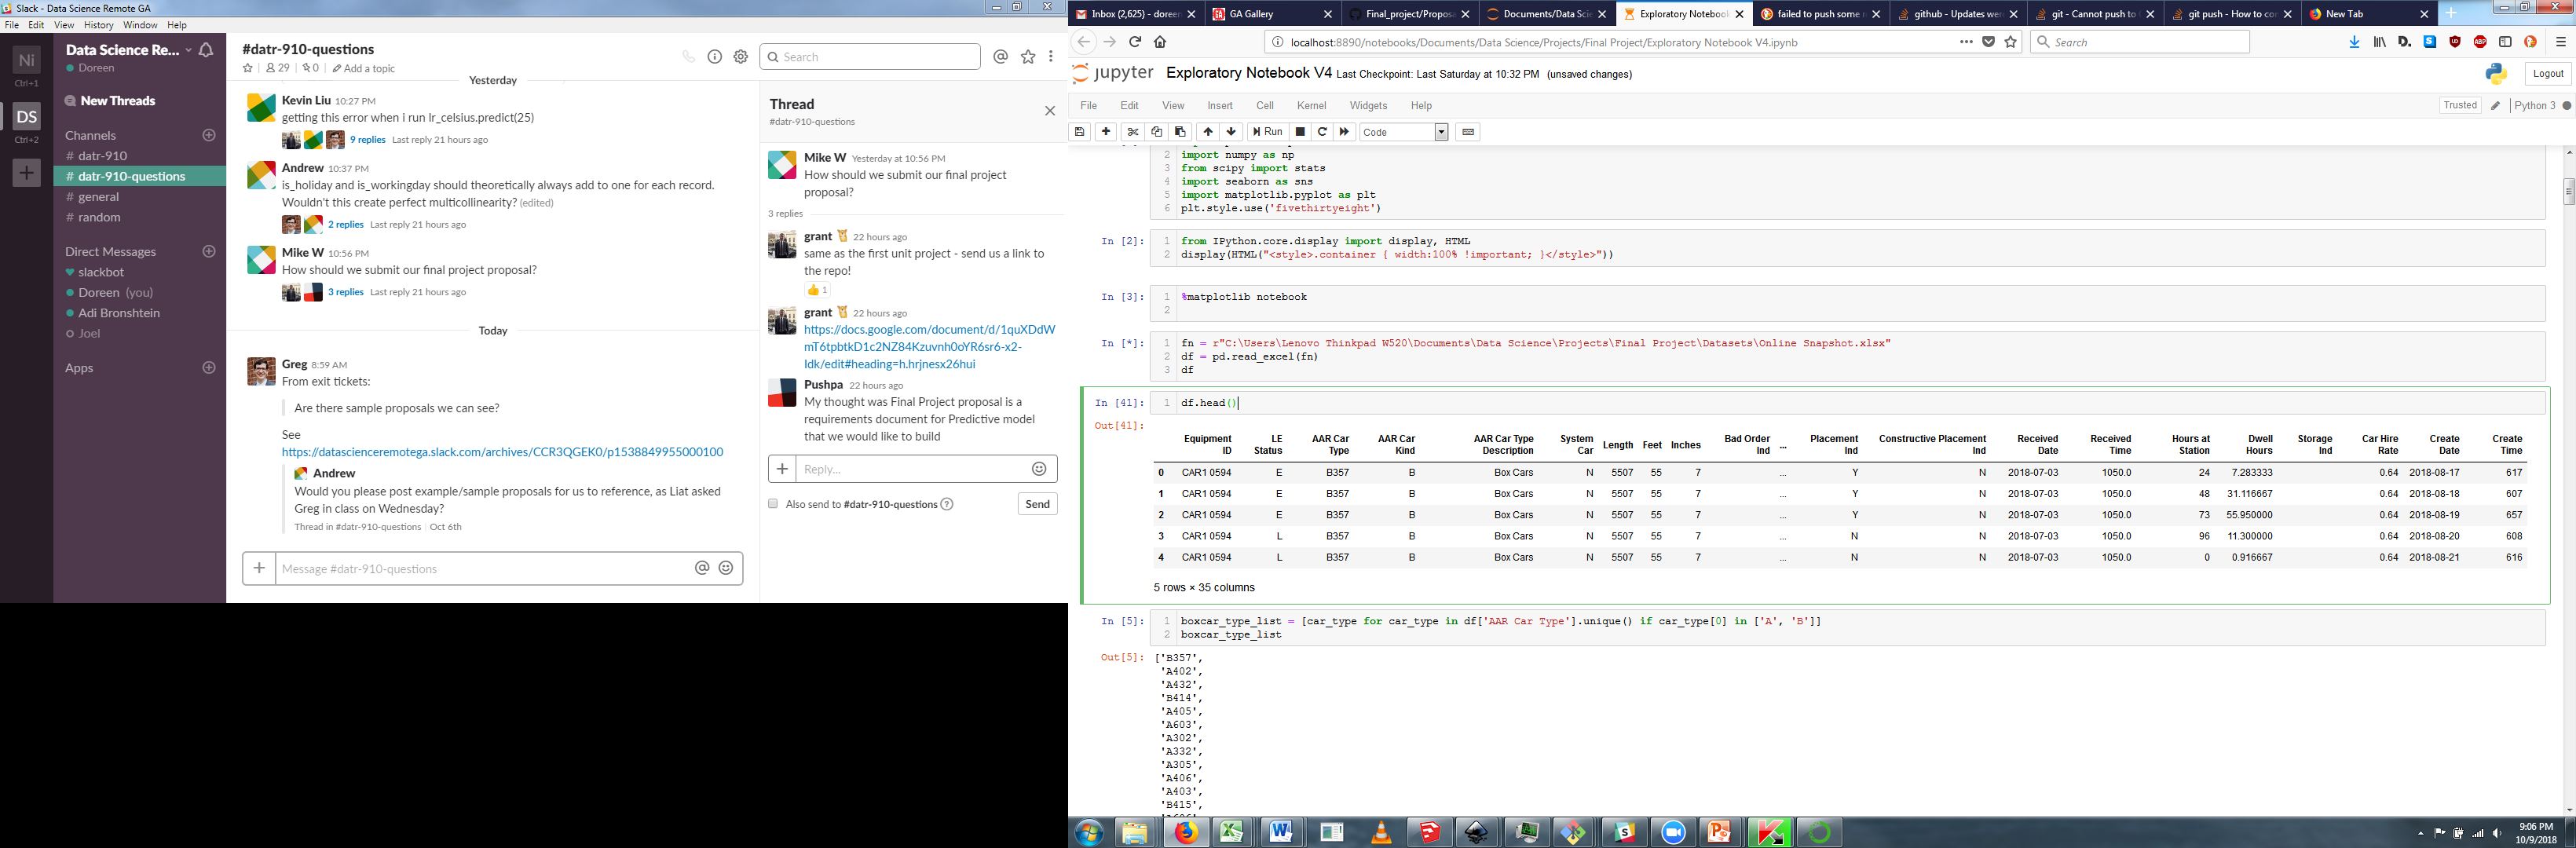 Slack - Data Science Remote GA
File Edit View History Window Help
Ni
Ctrl+1
DS
Ctrl+2
Data Science Re...
Doreen
New Threads
Channels
# datr-910
# datr-910-questions
# general
# random
Direct Messages
slackbot
Doreen (you)
Adi Bronshtein
Joel
Apps
#datr-910-questions
29 | 0 | Add a topic
Search
Yesterday
Kevin Liu 10:27 PM
getting this error when i run lr_celsius.predict(25)
9 replies Last reply 21 hours ago
Andrew 10:37 PM
is_holiday and is_workingday should theoretically always add to one for each record.
Wouldn't this create perfect multicollinearity? (edited)
2 replies Last reply 21 hours ago
Mike W 10:56 PM
How should we submit our final project proposal?
3 replies Last reply 21 hours ago
Today
Greg 8:59 AM
From exit tickets:
Are there sample proposals we can see?
See
https://datascienceremotega.slack.com/archives/CCR3QGEK0/p1538849955000100
Andrew
Would you please post example/sample proposals for us to reference, as Liat asked
Greg in class on Wednesday?
Thread in #datr-910-questions | Oct 6th
Message #datr-910-questions
Thread
#datr-910-questions
Mike W Yesterday at 10:56 PM
How should we submit our final project
proposal?
3 replies
grant 22 hours ago
same as the first unit project - send us a link to
the repo!
1
grant 22 hours ago
https://docs.google.com/document/d/1quXDdW
mT6tpbtkD1c2NZ84Kzuvnh0oYR6sr6-x2-
Idk/edit#heading=h.hrjnesx26hui
Pushpa 22 hours ago
My thought was Final Project proposal is a
requirements document for Predictive model
that we would like to build
Reply...
Also send to #datr-910-questions
Send
Inbox (2,625) - doreen
GA Gallery
Final_project/Propos
Documents/Data Scie
Exploratory Notebook
failed to push some r
github - Updates wer
git - Cannot push to
git push - How to co
New Tab
localhost:8890/notebooks/Documents/Data Science/Projects/Final Project/Exploratory Notebook V4.ipynb
Search
jupyter Exploratory Notebook V4 Last Checkpoint: Last Saturday at 10:32 PM (unsaved changes)
Logout
File Edit View Insert Cell Kernel Widgets Help
Trusted | Python 3
Run Code
2 import numpy as np
3 from scipy import stats
4 import seaborn as sns
5 import matplotlib.pyplot as plt
6 plt.style.use('fivethirtyeight')
In [2]: 1 from IPython.core.display import display, HTML
2 display(HTML("<style>.container { width:100% !important; }</style>"))
In [3]: 1 %matplotlib notebook
2
In [*]: 1 fn = r"C:\Users\Lenovo Thinkpad W520\Documents\Data Science\Projects\Final Project\Datasets\Online Snapshot.xlsx"
2 df = pd.read_excel(fn)
3 df
In [41]: 1 df.head()
Out[41]:
Equipment ID LE Status AAR Car Type AAR Car Kind AAR Car Type Description System Car Length Feet Inches Bad Order Ind ... Placement Ind Constructive Placement Ind Received Date Received Time Hours at Station Dwell Hours Storage Ind Car Hire Rate Create Date Create Time
0 CAR1 0594 E B357 B Box Cars N 5507 55 7 ... Y N 2018-07-03 1050.0 24 7.283333 0.64 2018-08-17 617
1 CAR1 0594 E B357 B Box Cars N 5507 55 7 ... Y N 2018-07-03 1050.0 48 31.116667 0.64 2018-08-18 607
2 CAR1 0594 E B357 B Box Cars N 5507 55 7 ... Y N 2018-07-03 1050.0 73 55.950000 0.64 2018-08-19 657
3 CAR1 0594 L B357 B Box Cars N 5507 55 7 ... N N 2018-07-03 1050.0 96 11.300000 0.64 2018-08-20 608
4 CAR1 0594 L B357 B Box Cars N 5507 55 7 ... N N 2018-07-03 1050.0 0 0.916667 0.64 2018-08-21 616
5 rows × 35 columns
In [5]: 1 boxcar_type_list = [car_type for car_type in df['AAR Car Type'].unique() if car_type[0] in ['A', 'B']]
2 boxcar_type_list
Out[5]: ['B357',
'A402',
'A432',
'B414',
'A405',
'A603',
'A302',
'A332',
'A305',
'A406',
'A403',
'B415',
9:06 PM
10/9/2018